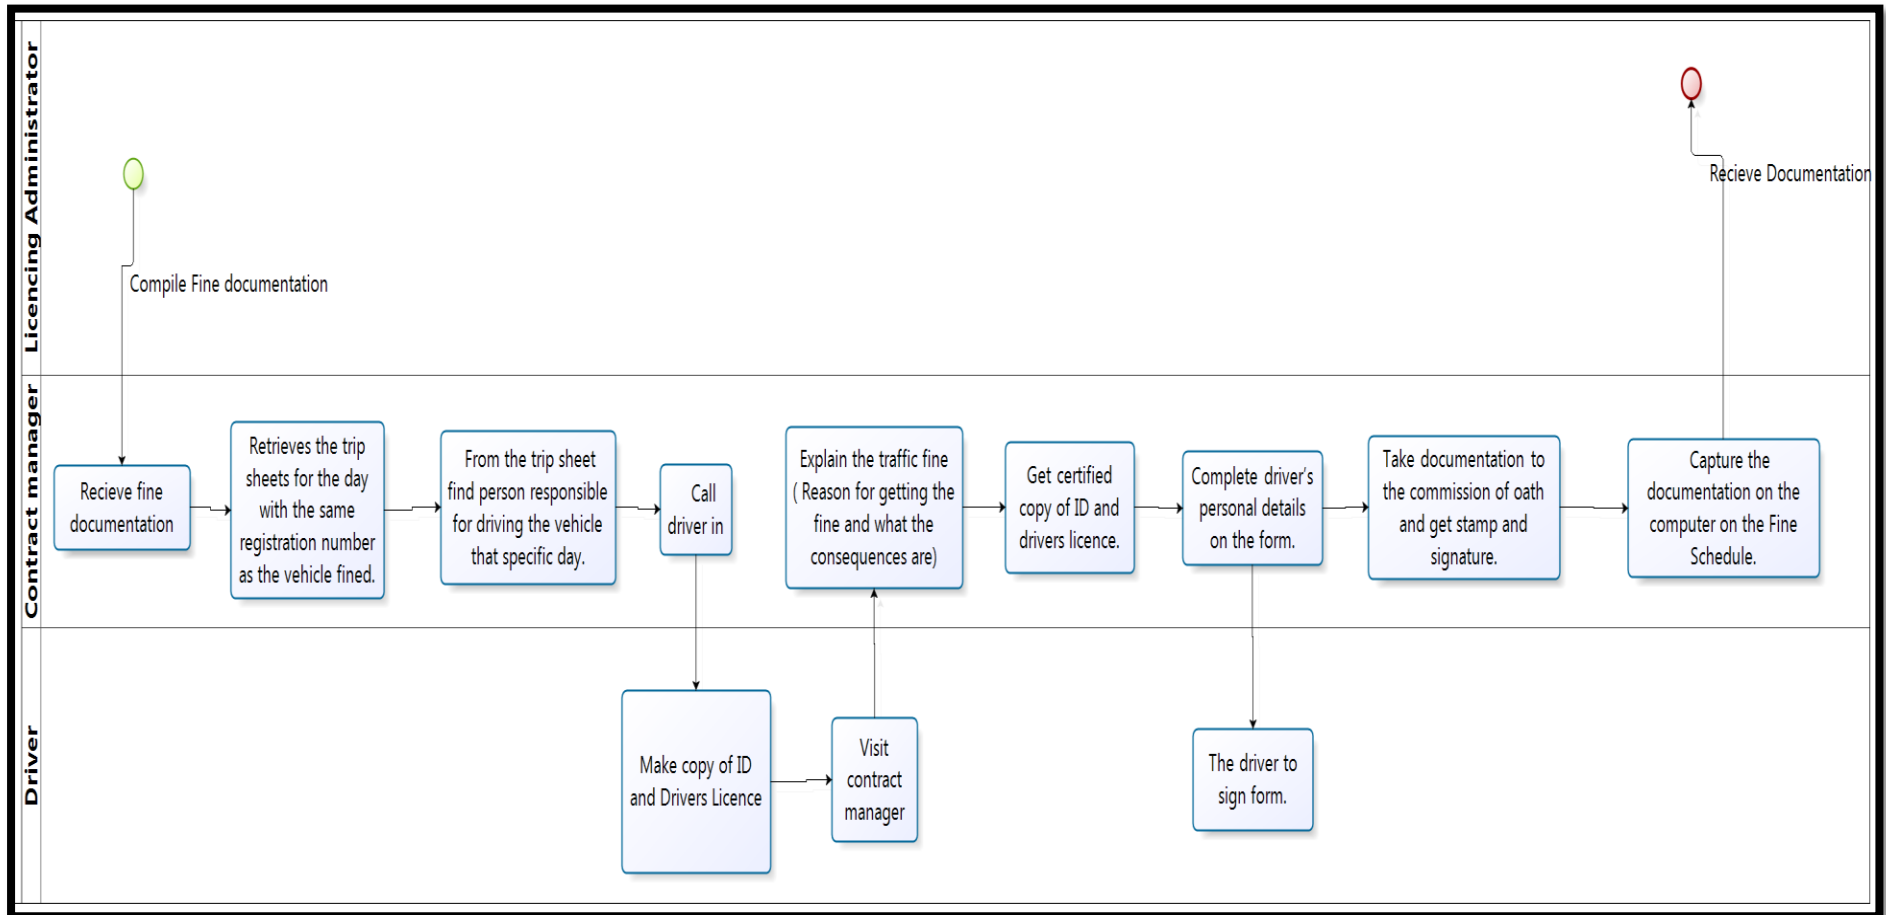 Licencing Administrator
Compile Fine documentation
Recieve Documentation
Contract manager
Recieve fine
documentation
Retrieves the trip
sheets for the day
with the same
registration number
as the vehicle fined.
From the trip sheet
find person responsible
for driving the vehicle
that specific day.
Call
driver in
Explain the traffic fine
( Reason for getting the
fine and what the
consequences are)
Get certified
copy of ID and
drivers licence.
Complete driver's
personal details
on the form.
Take documentation to
the commission of oath
and get stamp and
signature.
Capture the
documentation on the
computer on the Fine
Schedule.
Driver
Make copy of ID
and Drivers Licence
Visit
contract
manager
The driver to
sign form.